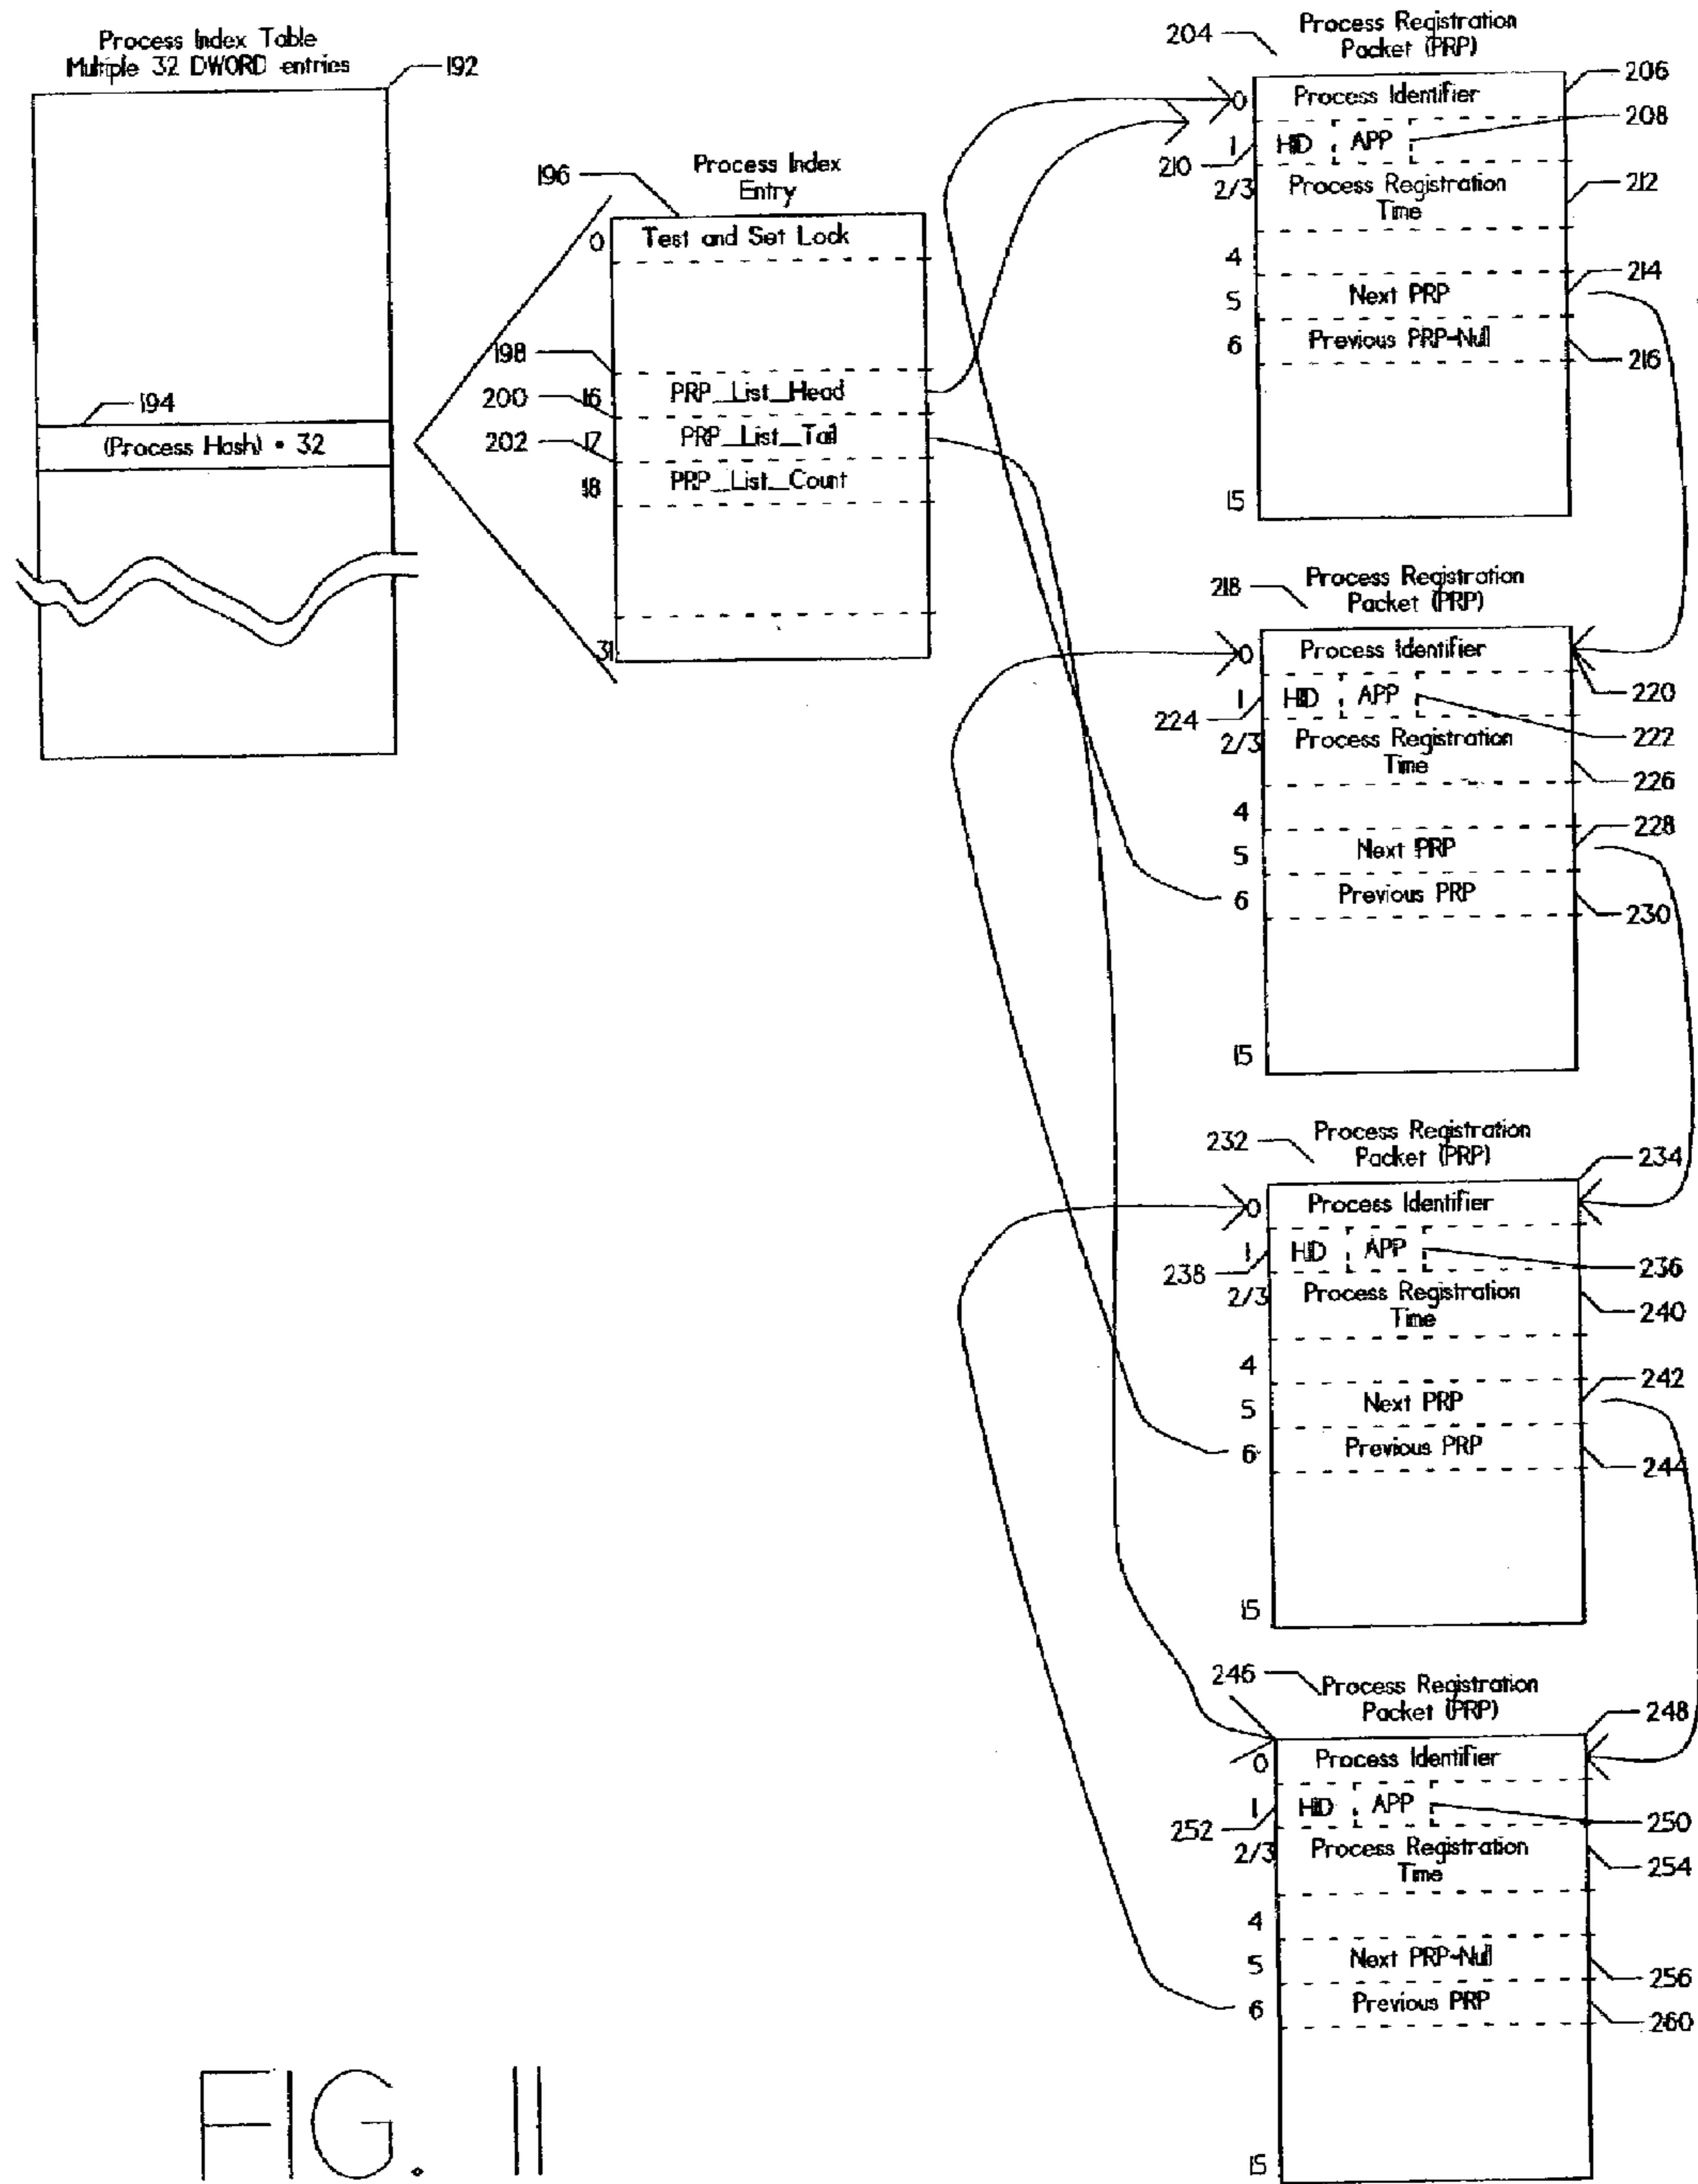 Process Index Table
Multiple 32 DWORD entries
192
194
(Process Hash) • 32
Process Index
Entry
196
0 Test and Set Lock
198
200 16 PRP_List_Head
202 17 PRP_List_Tail
18 PRP_List_Count
31
204 Process Registration
Packet (PRP)
0 Process Identifier 206
1 HID APP 208
210
2/3 Process Registration 212
Time
4
214
5 Next PRP
6 Previous PRP-Null 216
15
218 Process Registration
Packet (PRP)
0 Process Identifier
220
1 HID APP
224 222
2/3 Process Registration
Time 226
4
228
5 Next PRP
6 Previous PRP 230
15
232 Process Registration
Packet (PRP) 234
0 Process Identifier
1 HID APP 236
238
2/3 Process Registration 240
Time
4
242
5 Next PRP
6 Previous PRP 244
15
246 Process Registration
Packet (PRP) 248
0 Process Identifier
1 HID APP 250
252
2/3 Process Registration 254
Time
4
5 Next PRP-Null 256
6 Previous PRP 260
15
FIG. 11